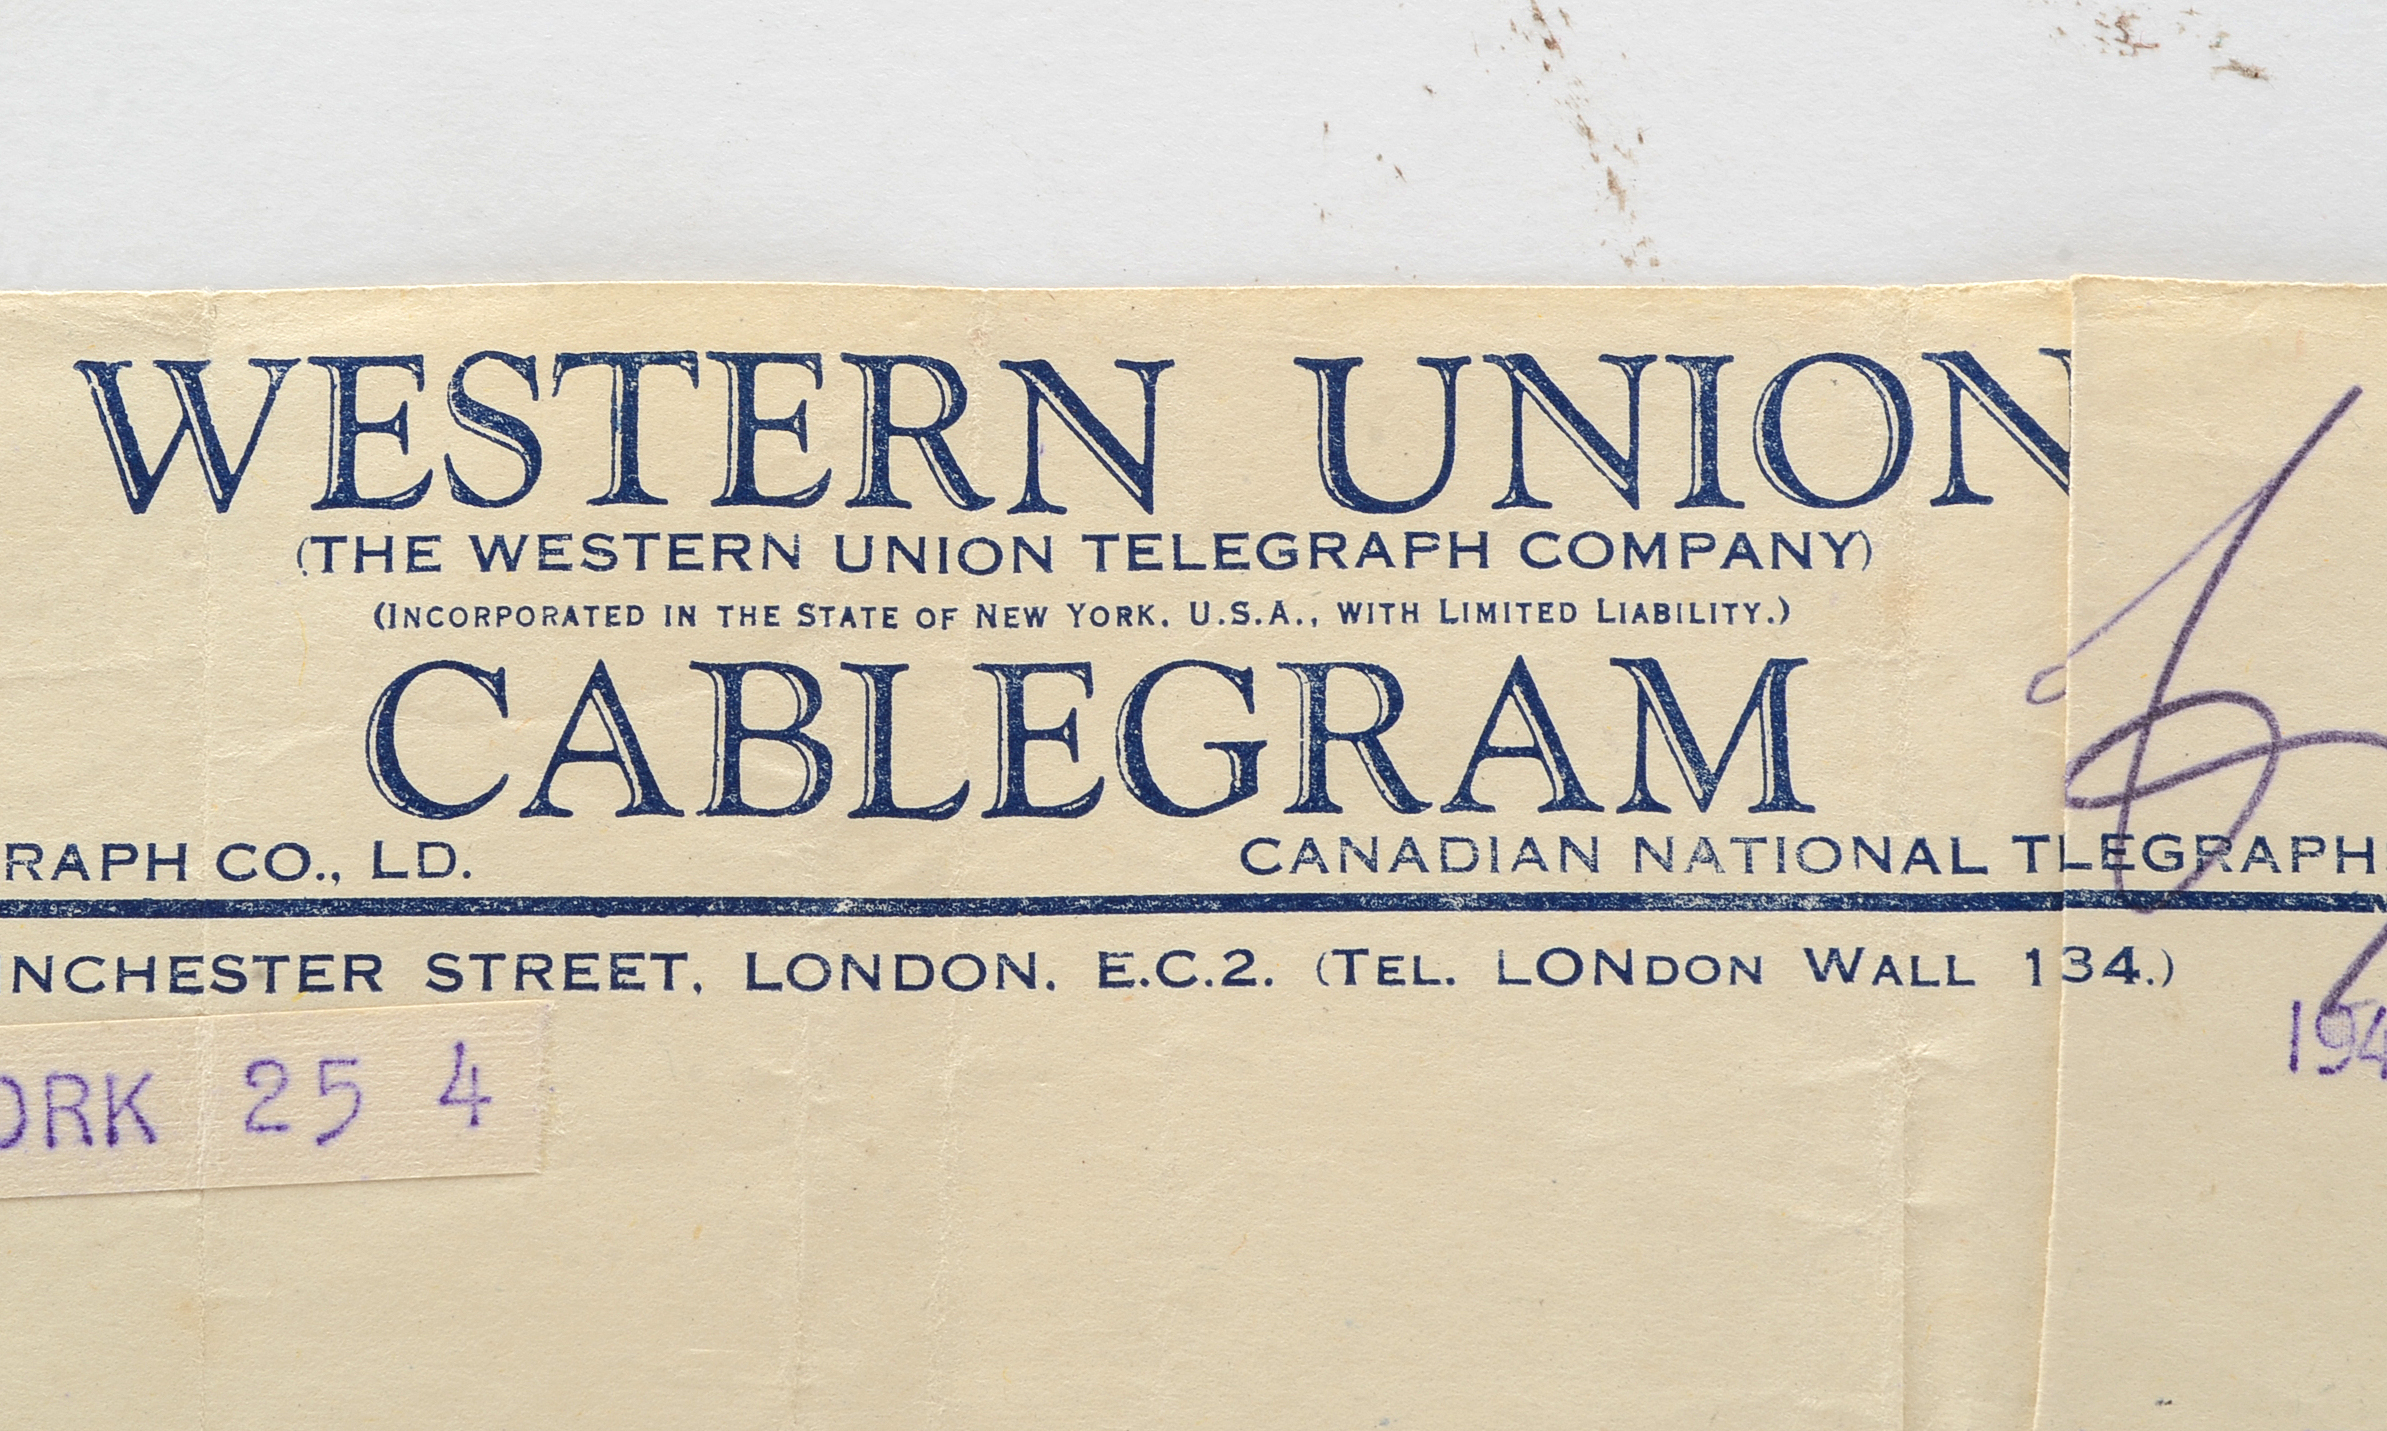 WESTERN UNION
(THE WESTERN UNION TELEGRAPH COMPANY)
(INCORPORATED IN THE STATE OF NEW YORK. U.S.A., WITH LIMITED LIABILITY.)
CABLEGRAM
RAPH CO., LD. CANADIAN NATIONAL TLEGRAPH
NCHESTER STREET, LONDON. E.C.2. (TEL. LONDON WALL 134.)
194
ORK 25 4